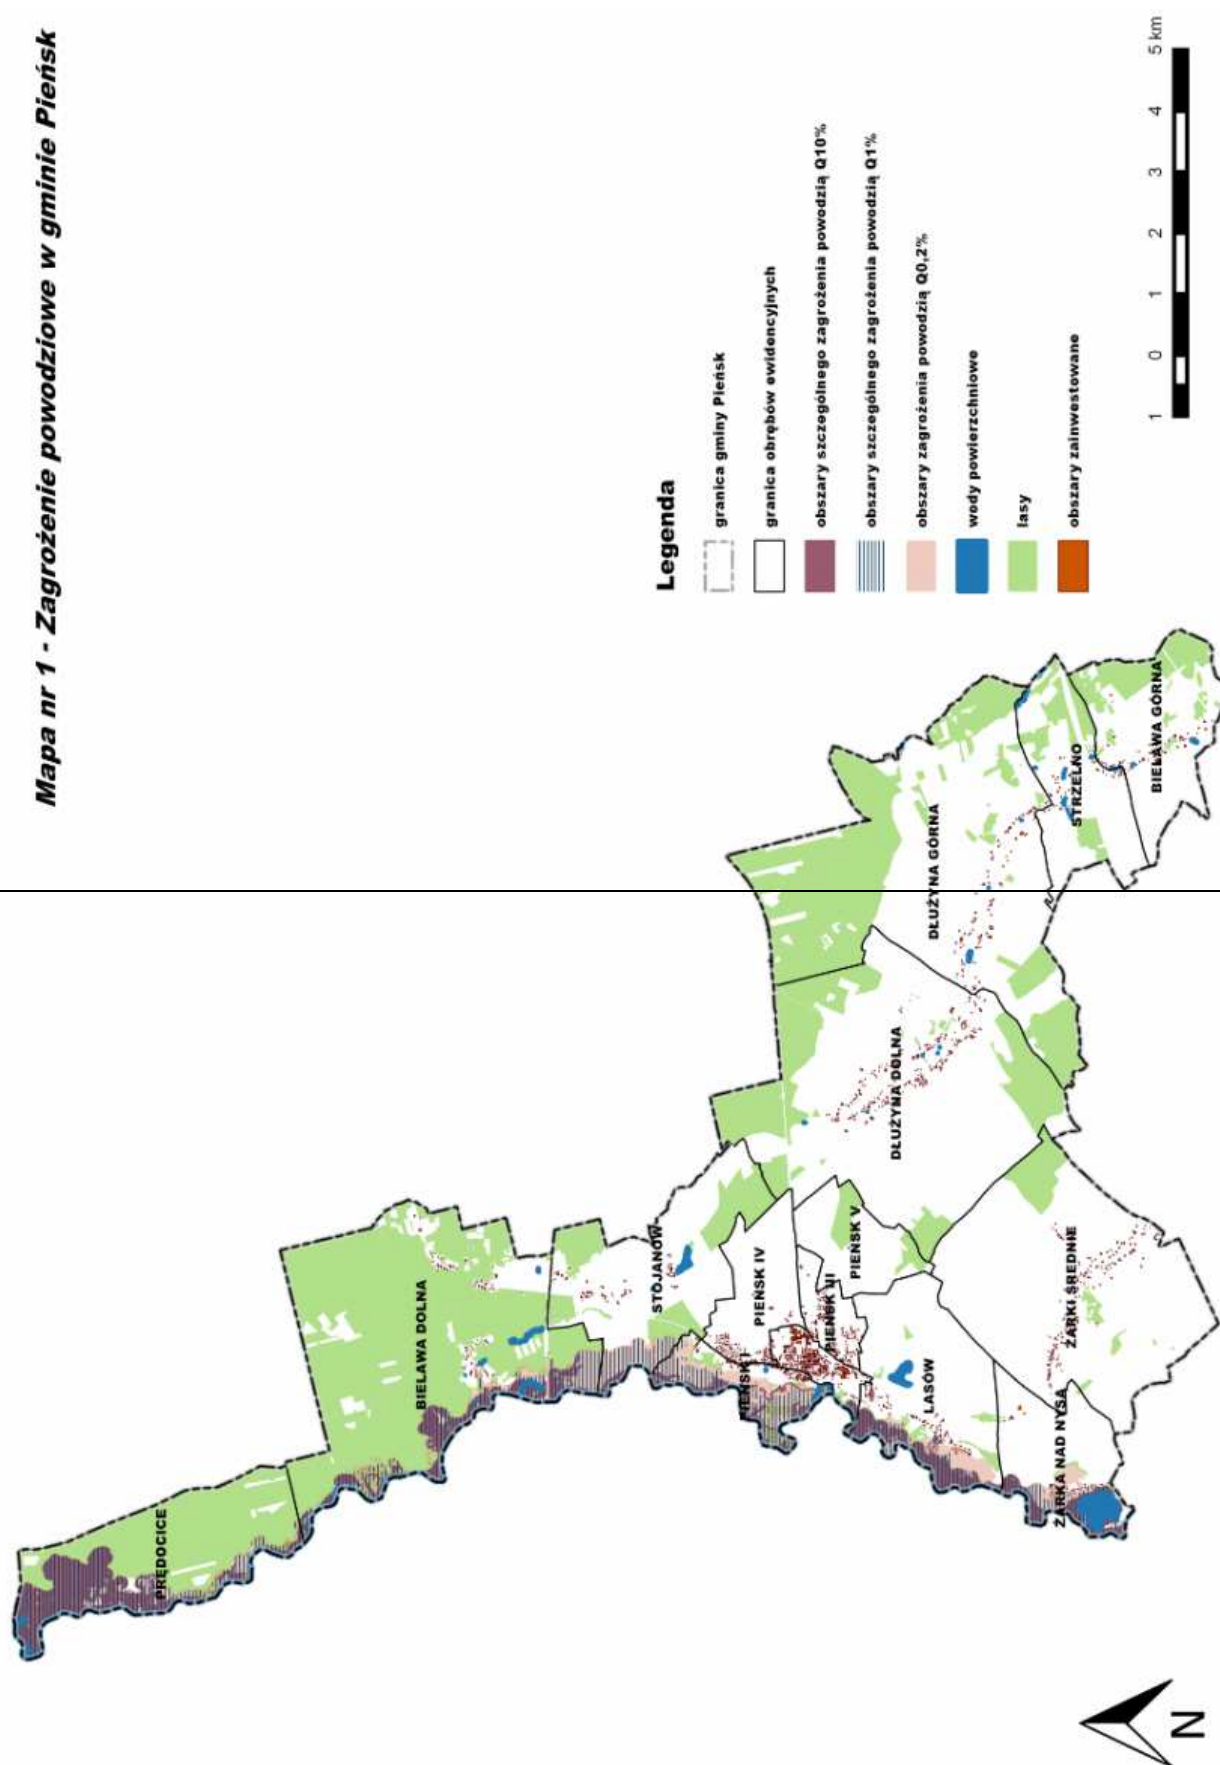 Mapa nr 1 - Zagrożenie powodziowe w gminie Pieńsk
PRĘDOCICE
BIELAWA DOLNA
STOJANÓW
PIEŃSK I
PIEŃSK IV
PIEŃSK III
PIEŃSK V
LASÓW
ŻARKA NAD NYSĄ
ŻARKI ŚREDNIE
DŁUŻYNA DOLNA
DŁUŻYNA GÓRNA
STRZELNO
BIELAWA GÓRNA
Legenda
granica gminy Pieńsk
granica obrębów ewidencyjnych
obszary szczególnego zagrożenia powodzią Q10%
obszary szczególnego zagrożenia powodzią Q1%
obszary zagrożenia powodzią Q0,2%
wody powierzchniowe
lasy
obszary zainwestowane
1 0 1 2 3 4 5 km
N